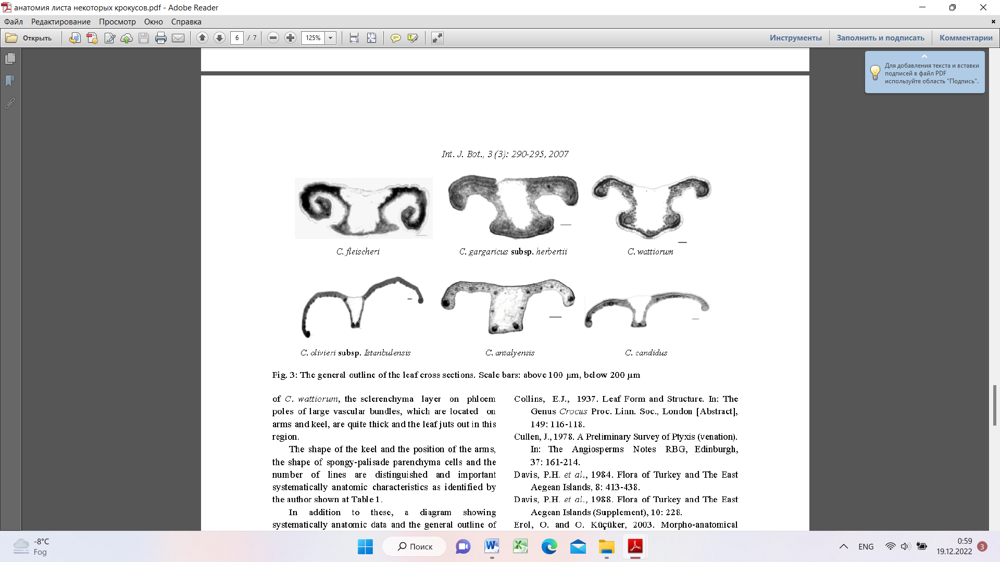 анатомия листа некоторых крокусов.pdf - Adobe Reader
Файл Редактирование Просмотр Окно Справка
Открыть 6 / 7 125% Инструменты Заполнить и подписать Комментарии
Для добавления текста и вставки
подписей в файл PDF
используйте область "Подпись".
Int. J. Bot., 3 (3): 290-295, 2007
C. fleischeri C. gargaricus subsp. herbertii C. wattiorum
C. olivieri subsp. Istanbulensis C. antalyensis C. candidus
Fig. 3: The general outline of the leaf cross sections. Scale bars: above 100 µm, below 200 µm
of C. wattiorum, the sclerenchyma layer on phloem
poles of large vascular bundles, which are located on
arms and keel, are quite thick and the leaf juts out in this
region.
The shape of the keel and the position of the arms,
the shape of spongy-palisade parenchyma cells and the
number of lines are distinguished and important
systematically anatomic characteristics as identified by
the author shown at Table 1.
In addition to these, a diagram showing
systematically anatomic data and the general outline of
Collins, E.J., 1937. Leaf Form and Structure. In: The
Genus Crocus Proc. Linn. Soc., London [Abstract],
149: 116-118.
Cullen, J., 1978. A Preliminary Survey of Ptyxis (venation).
In: The Angiosperms Notes RBG, Edinburgh,
37: 161-214.
Davis, P.H. et al., 1984. Flora of Turkey and The East
Aegean Islands, 8: 413-438.
Davis, P.H. et al., 1988. Flora of Turkey and The East
Aegean Islands (Supplement), 10: 228.
Erol, O. and O. Küçüker, 2003. Morpho-anatomical
-8°C
Fog
Поиск
ENG
0:59
19.12.2022
3